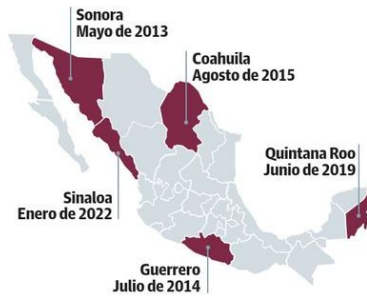 Sonora
Mayo de 2013
Coahuila
Agosto de 2015
Quintana Roo
Junio de 2019
Sinaloa
Enero de 2022
Guerrero
Julio de 2014